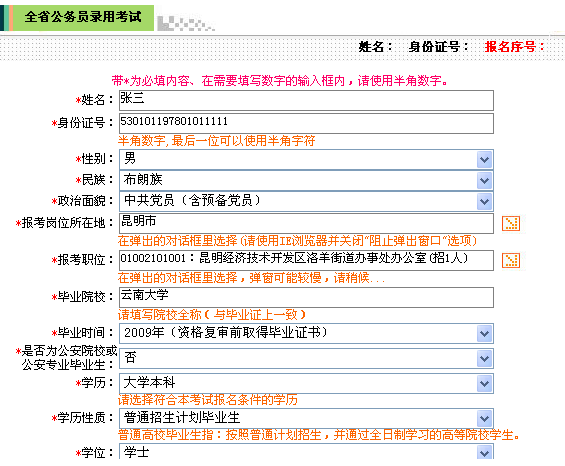 全省公务员录用考试
姓名： 身份证号： 报名序号：
带*为必填内容、在需要填写数字的输入框内，请使用半角数字。
*姓名： 张三
*身份证号： 530101197801011111
半角数字,最后一位可以使用半角字符
*性别： 男
*民族： 布朗族
*政治面貌： 中共党员（含预备党员）
*报考岗位所在地： 昆明市
在弹出的对话框里选择(请使用IE浏览器并关闭“阻止弹出窗口”选项)
*报考职位： 01002101001：昆明经济技术开发区洛羊街道办事处办公室(招1人)
在弹出的对话框里选择，弹窗可能较慢，请稍候...
*毕业院校： 云南大学
请填写院校全称（与毕业证上一致）
*毕业时间： 2009年（资格复审前取得毕业证书）
*是否为公安院校或
公安专业毕业生： 否
*学历： 大学本科
请选择符合本考试报名条件的学历
*学历性质： 普通招生计划毕业生
普通高校毕业生指：按照普通计划招生，并通过全日制学习的高等院校学生。
*学位： 学士